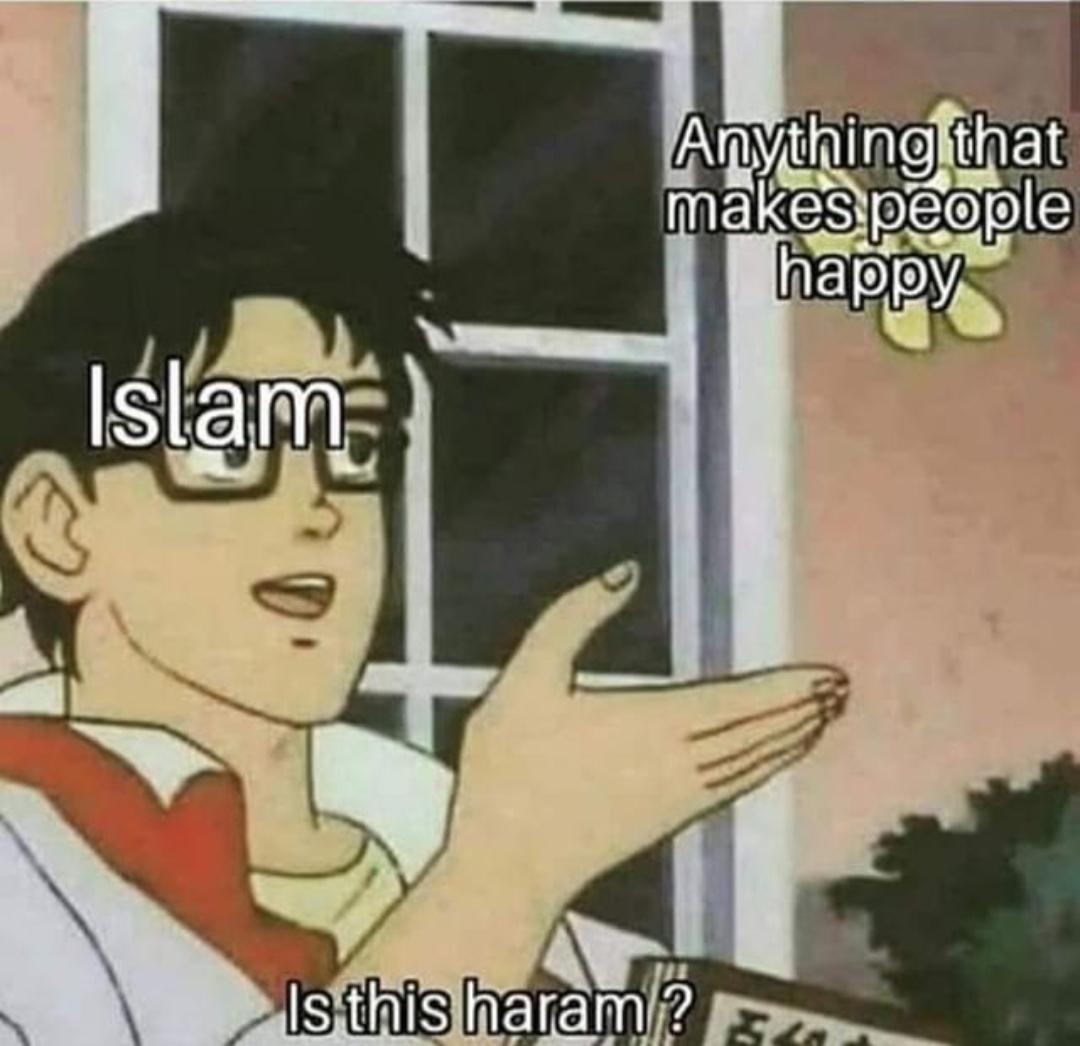 Anything that
makes people
happy
Islam
Is this haram ?